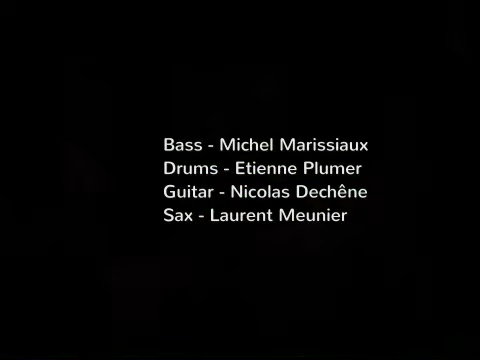 Bass - Michel Marissiaux
Drums - Etienne Plumer
Guitar - Nicolas Dechêne
Sax - Laurent Meunier